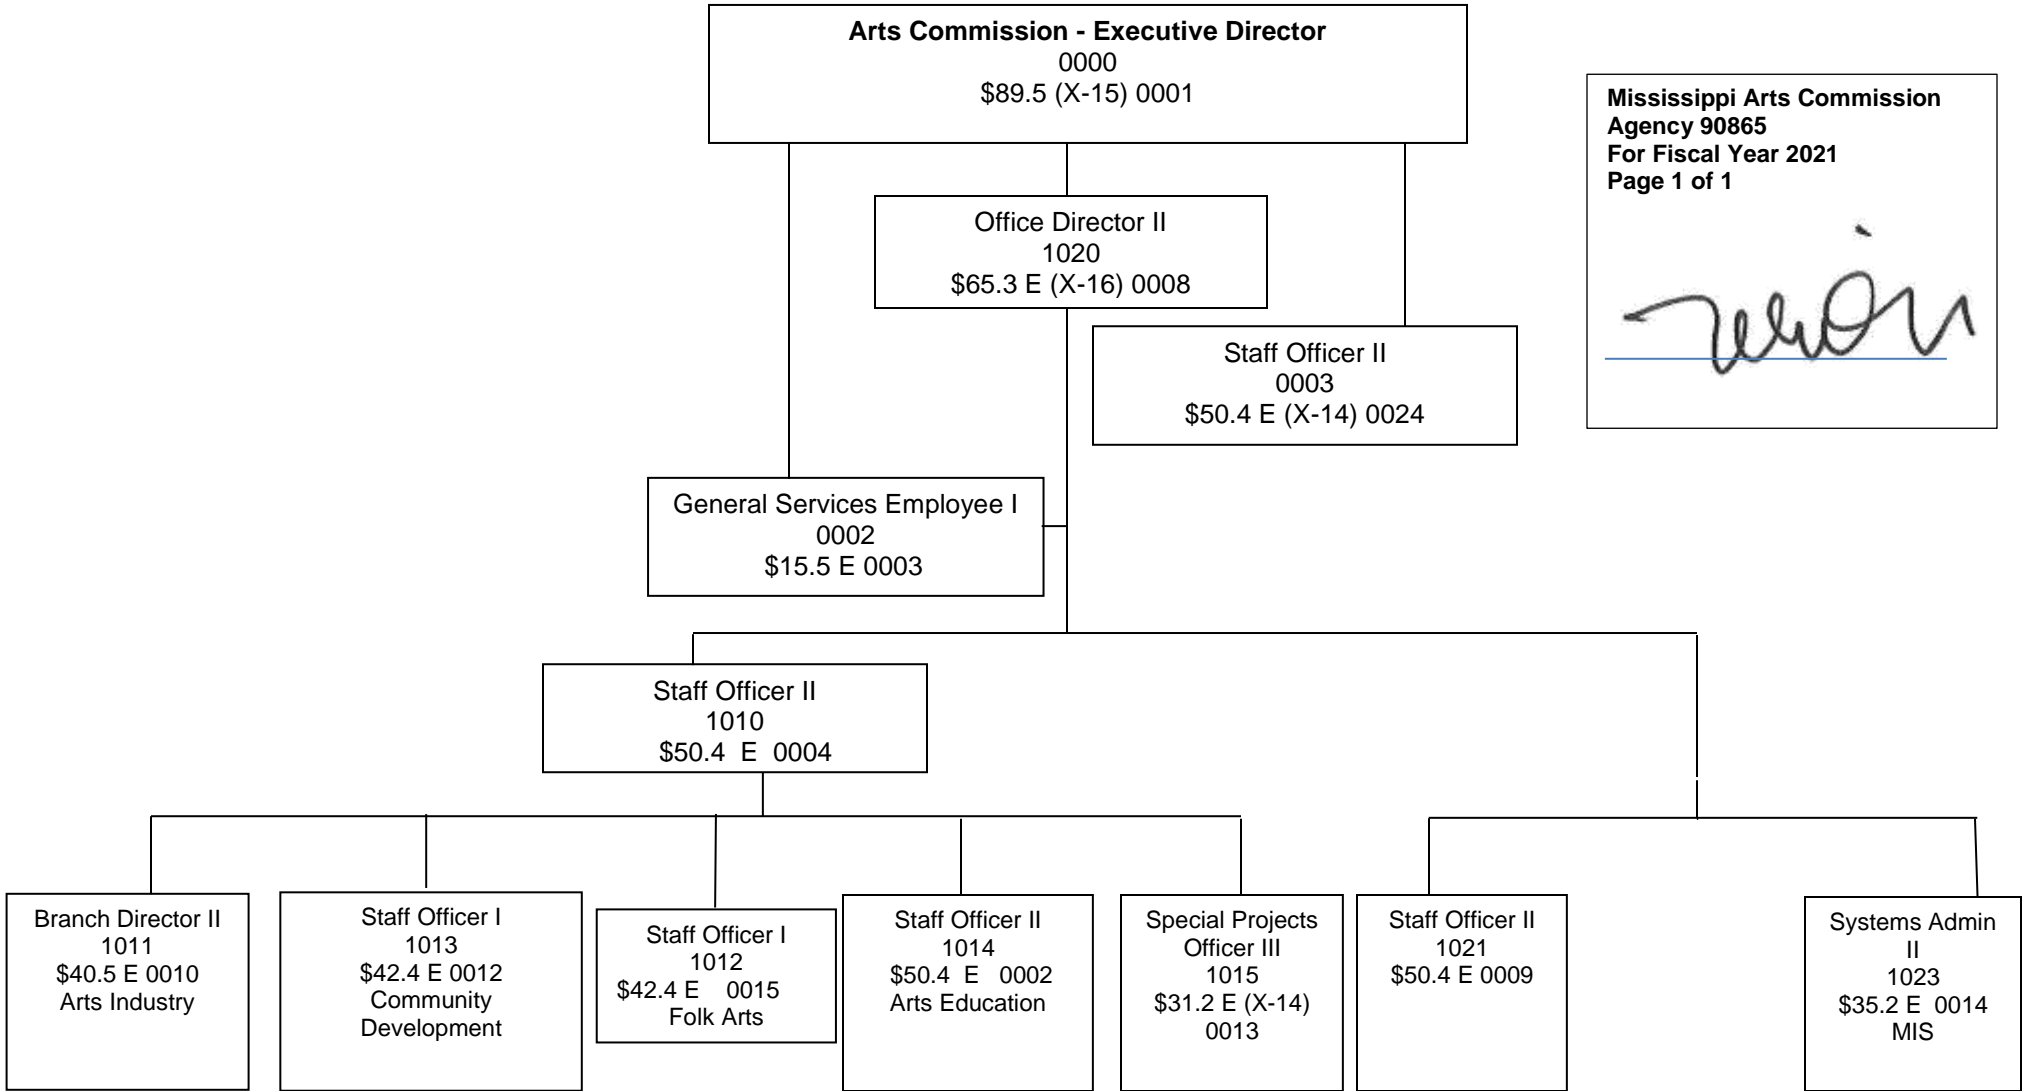 Arts Commission - Executive Director
0000
$89.5 (X-15) 0001
Mississippi Arts Commission
Agency 90865
For Fiscal Year 2021
Page 1 of 1
Office Director II
1020
$65.3 E (X-16) 0008
Staff Officer II
0003
$50.4 E (X-14) 0024
General Services Employee I
0002
$15.5 E 0003
Staff Officer II
1010
$50.4 E 0004
Branch Director II
1011
$40.5 E 0010
Arts Industry
Staff Officer I
1013
$42.4 E 0012
Community
Development
Staff Officer I
1012
$42.4 E 0015
Folk Arts
Staff Officer II
1014
$50.4 E 0002
Arts Education
Special Projects
Officer III
1015
$31.2 E (X-14)
0013
Staff Officer II
1021
$50.4 E 0009
Systems Admin
II
1023
$35.2 E 0014
MIS